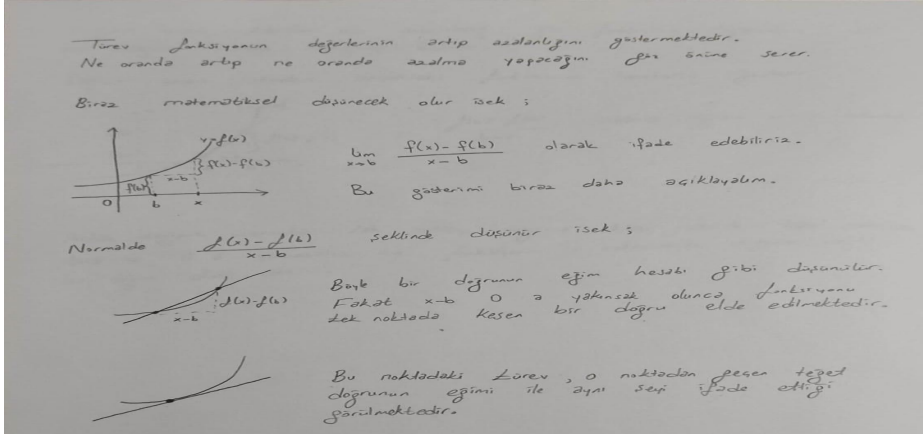 Türev fonksiyonun değerlerinin artıp azalanlığını göstermektedir.
Ne oranda artıp ne oranda azalma yapacağını göz önüne serer.
Biraz matematiksel düşünecek olur isek ;
y=f(x)
f(x)-f(b)
x-b
f(b)
0 b x
lim x→b f(x) - f(b) / x - b olarak ifade edebiliriz.
Bu gösterimi biraz daha açıklayalım.
Normalde f(x) - f(b) / x - b şeklinde düşünür isek ;
f(x)-f(b)
x-b
Böyle bir doğrunun eğim hesabı gibi düşünülür.
Fakat x-b 0 a yakınsak olunca fonksiyonu
tek noktada kesen bir doğru elde edilmektedir.
Bu noktadaki türev , o noktadan geçen teğet
doğrunun eğimi ile aynı şeyi ifade ettiği
görülmektedir.